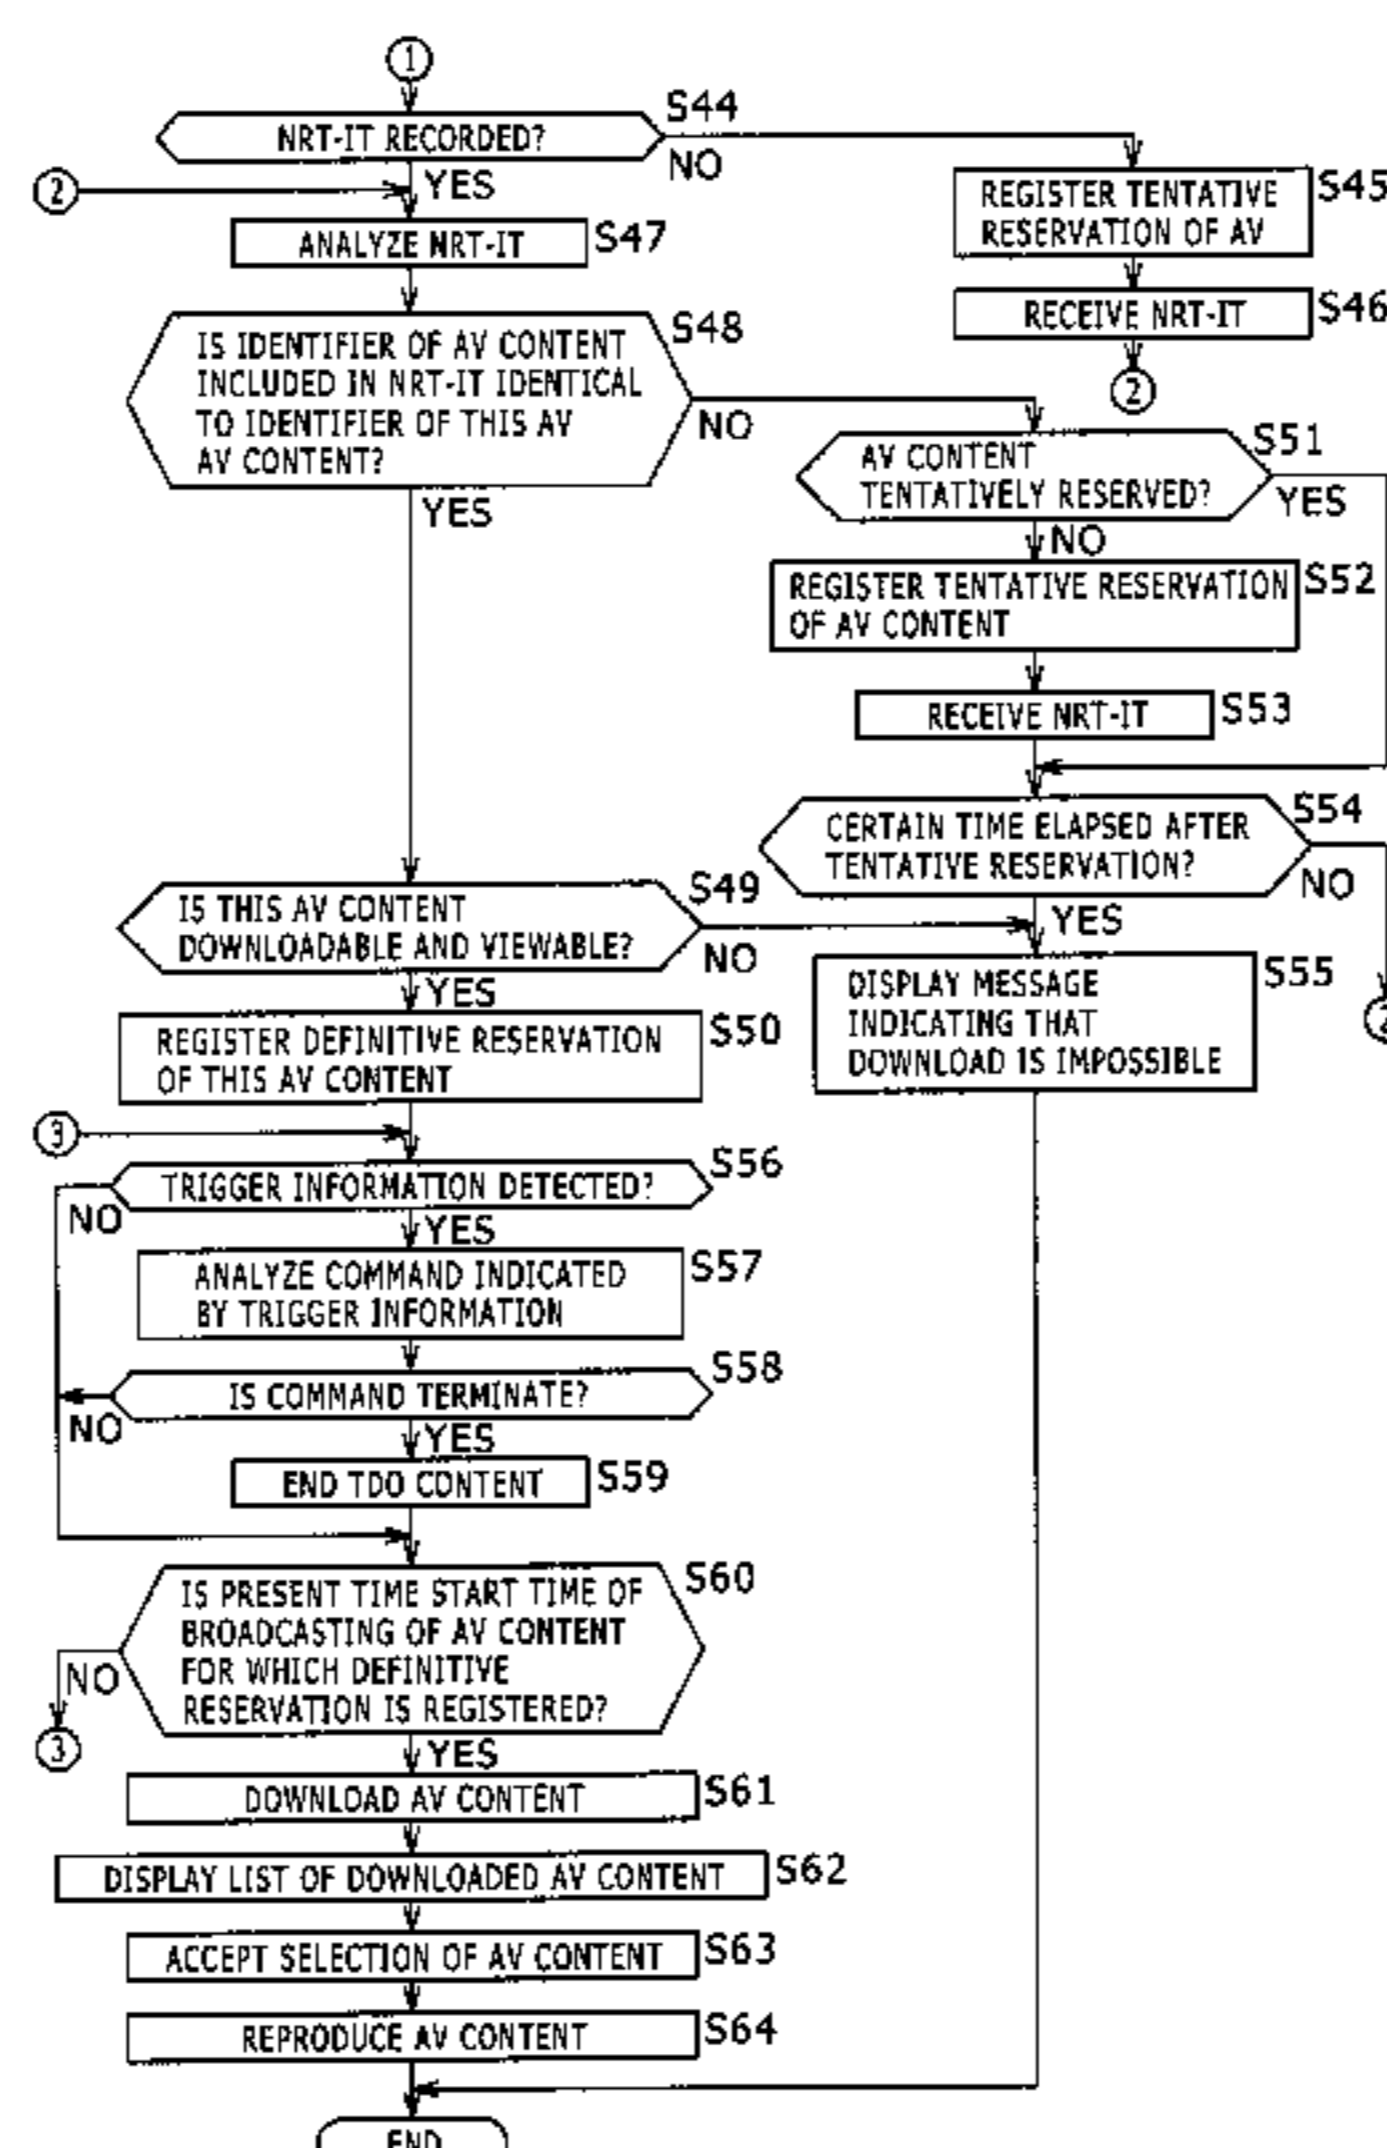 1
NRT-IT RECORDED?
S44
NO
YES
2
REGISTER TENTATIVE
RESERVATION OF AV
S45
ANALYZE NRT-IT
S47
RECEIVE NRT-IT
S46
2
IS IDENTIFIER OF AV CONTENT
INCLUDED IN NRT-IT IDENTICAL
TO IDENTIFIER OF THIS AV
AV CONTENT?
S48
NO
YES
AV CONTENT
TENTATIVELY RESERVED?
S51
YES
NO
REGISTER TENTATIVE RESERVATION
OF AV CONTENT
S52
RECEIVE NRT-IT
S53
CERTAIN TIME ELAPSED AFTER
TENTATIVE RESERVATION?
S54
NO
YES
IS THIS AV CONTENT
DOWNLOADABLE AND VIEWABLE?
S49
NO
YES
DISPLAY MESSAGE
INDICATING THAT
DOWNLOAD IS IMPOSSIBLE
S55
2
REGISTER DEFINITIVE RESERVATION
OF THIS AV CONTENT
S50
3
TRIGGER INFORMATION DETECTED?
S56
NO
YES
ANALYZE COMMAND INDICATED
BY TRIGGER INFORMATION
S57
IS COMMAND TERMINATE?
S58
NO
YES
END TDO CONTENT
S59
IS PRESENT TIME START TIME OF
BROADCASTING OF AV CONTENT
FOR WHICH DEFINITIVE
RESERVATION IS REGISTERED?
S60
NO
3
YES
DOWNLOAD AV CONTENT
S61
DISPLAY LIST OF DOWNLOADED AV CONTENT
S62
ACCEPT SELECTION OF AV CONTENT
S63
REPRODUCE AV CONTENT
S64
END